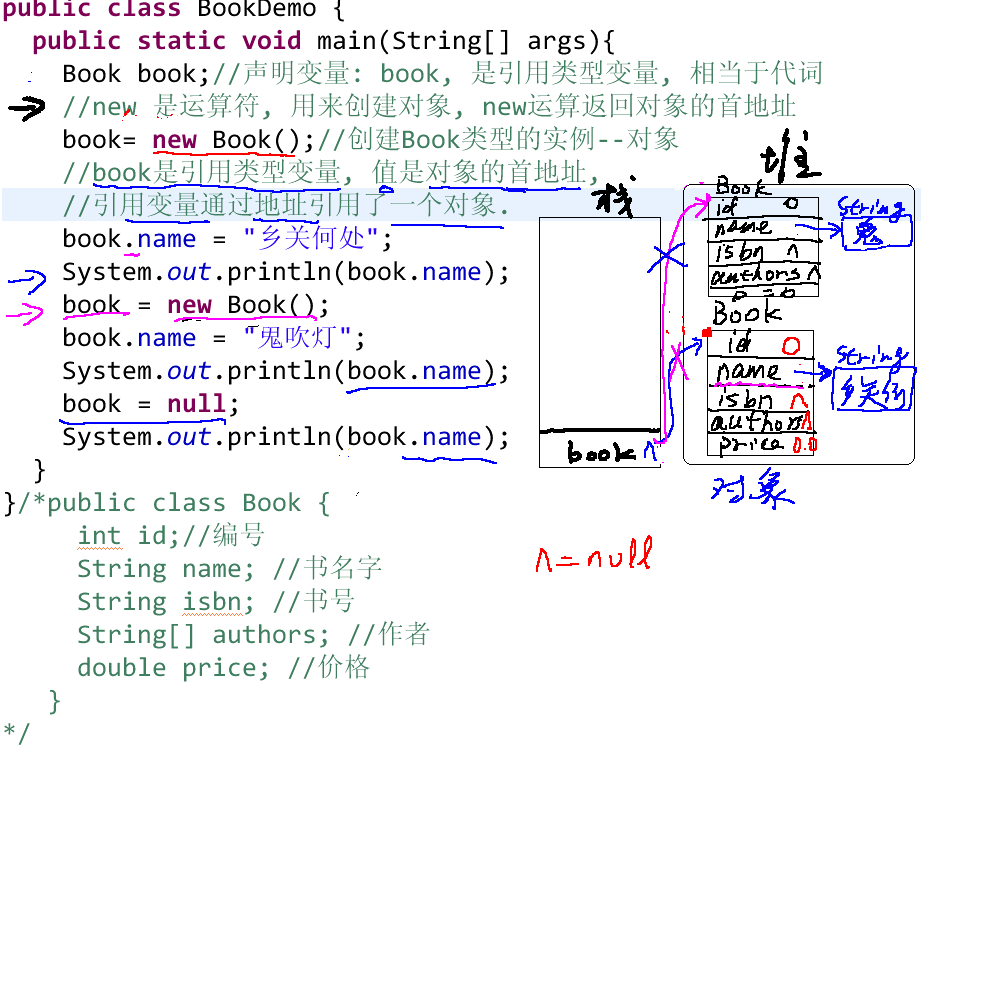 public class BookDemo {
public static void main(String[] args){
Book book;//声明变量: book, 是引用类型变量, 相当于代词
//new 是运算符, 用来创建对象, new运算返回对象的首地址
book= new Book();//创建Book类型的实例--对象
//book是引用类型变量, 值是对象的首地址,
//引用变量通过地址引用了一个对象.
book.name = "乡关何处";
System.out.println(book.name);
book = new Book();
book.name = "鬼吹灯";
System.out.println(book.name);
book = null;
System.out.println(book.name);
}
}/*public class Book {
int id;//编号
String name; //书名字
String isbn; //书号
String[] authors; //作者
double price; //价格
}
*/
栈
book ∧
堆
Book
id 0
name
isbn ∧
authors ∧
String
鬼
Book
id 0
name
isbn ∧
authors ∧
price 0.0
String
乡关何
对象
∧=null